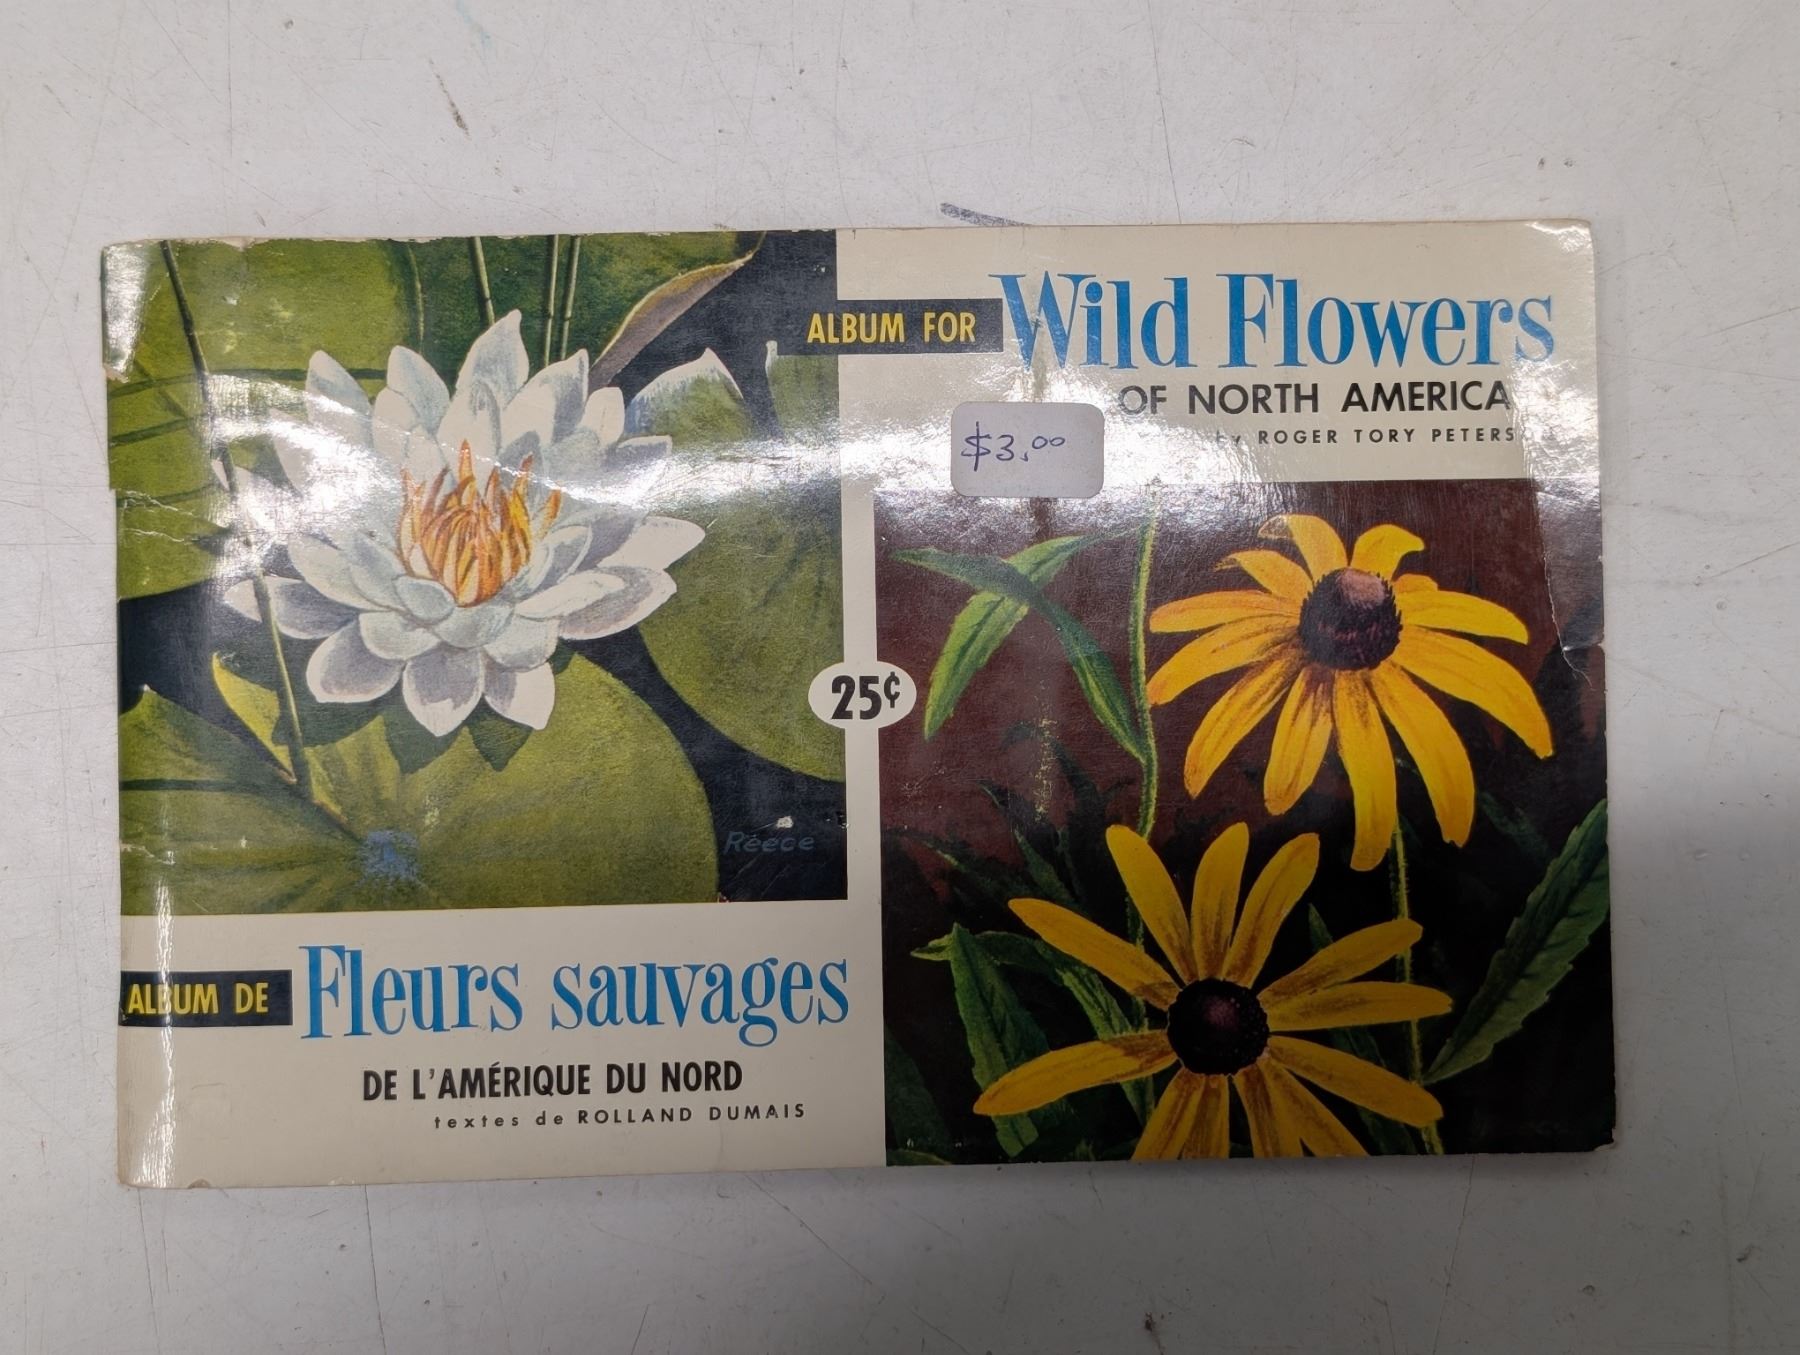 ALBUM FOR Wild Flowers
OF NORTH AMERICA
by ROGER TORY PETERS
$3.00
25¢
Reece
ALBUM DE Fleurs sauvages
DE L'AMÉRIQUE DU NORD
textes de ROLLAND DUMAIS